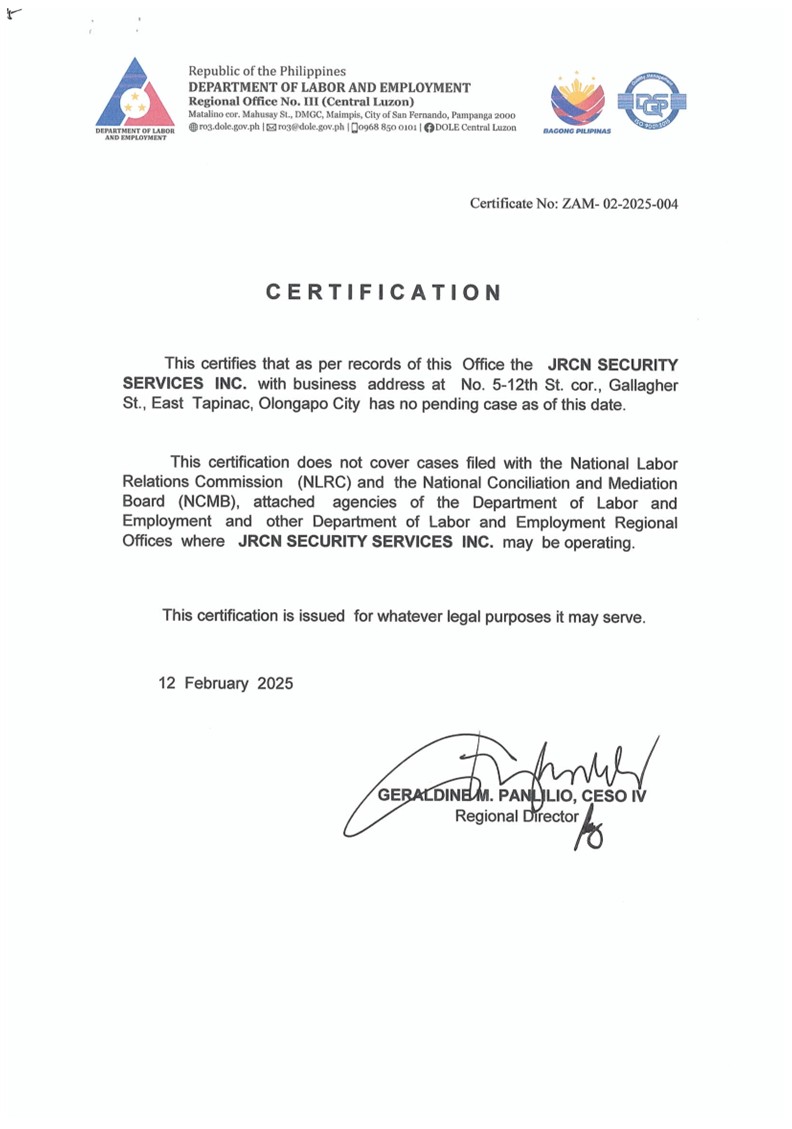 Republic of the Philippines
DEPARTMENT OF LABOR AND EMPLOYMENT
Regional Office No. III (Central Luzon)
Matalino cor. Mahusay St., DMGC, Maimpis, City of San Fernando, Pampanga 2000
ro3.dole.gov.ph | ro3@dole.gov.ph | 0968 850 0101 | DOLE Central Luzon
DEPARTMENT OF LABOR
AND EMPLOYMENT
BAGONG PILIPINAS
Quality Management
DQS
ISO 9001:2015
Certificate No: ZAM- 02-2025-004
CERTIFICATION
This certifies that as per records of this Office the JRCN SECURITY
SERVICES INC. with business address at No. 5-12th St. cor., Gallagher
St., East Tapinac, Olongapo City has no pending case as of this date.
This certification does not cover cases filed with the National Labor
Relations Commission (NLRC) and the National Conciliation and Mediation
Board (NCMB), attached agencies of the Department of Labor and
Employment and other Department of Labor and Employment Regional
Offices where JRCN SECURITY SERVICES INC. may be operating.
This certification is issued for whatever legal purposes it may serve.
12 February 2025
GERALDINE M. PANLILIO, CESO IV
Regional Director